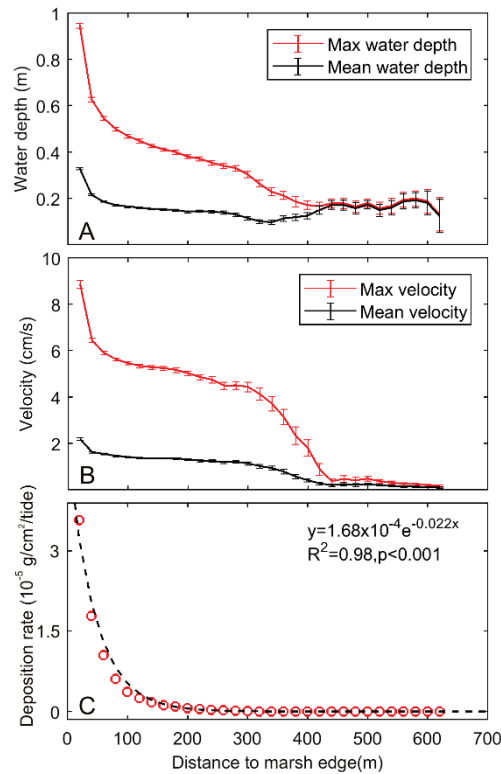 1
0.8
0.6
0.4
0.2
Water depth (m)
Max water depth
Mean water depth
A
10
8
6
4
2
Velocity (cm/s)
Max velocity
Mean velocity
B
3
1.5
0
Deposition rate (10⁻⁵ g/cm²/tide)
y=1.68x10⁻⁴e⁻⁰·⁰²²ˣ
R²=0.98,p<0.001
C
0 100 200 300 400 500 600 700
Distance to marsh edge(m)